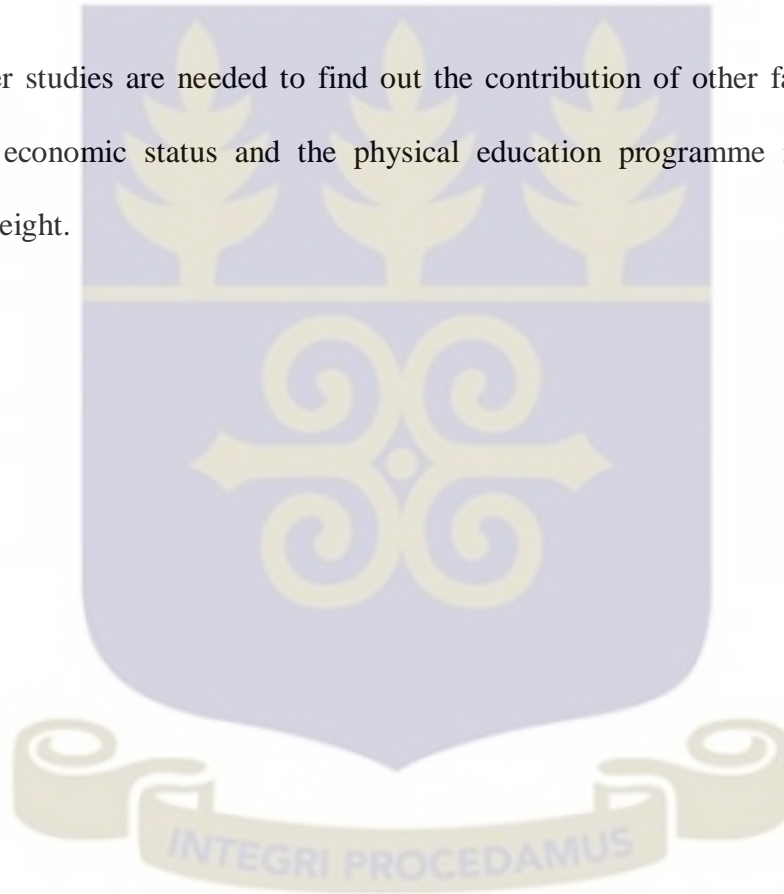 er studies are needed to find out the contribution of other fa
economic status and the physical education programme
eight.
INTEGRI PROCEDAMUS